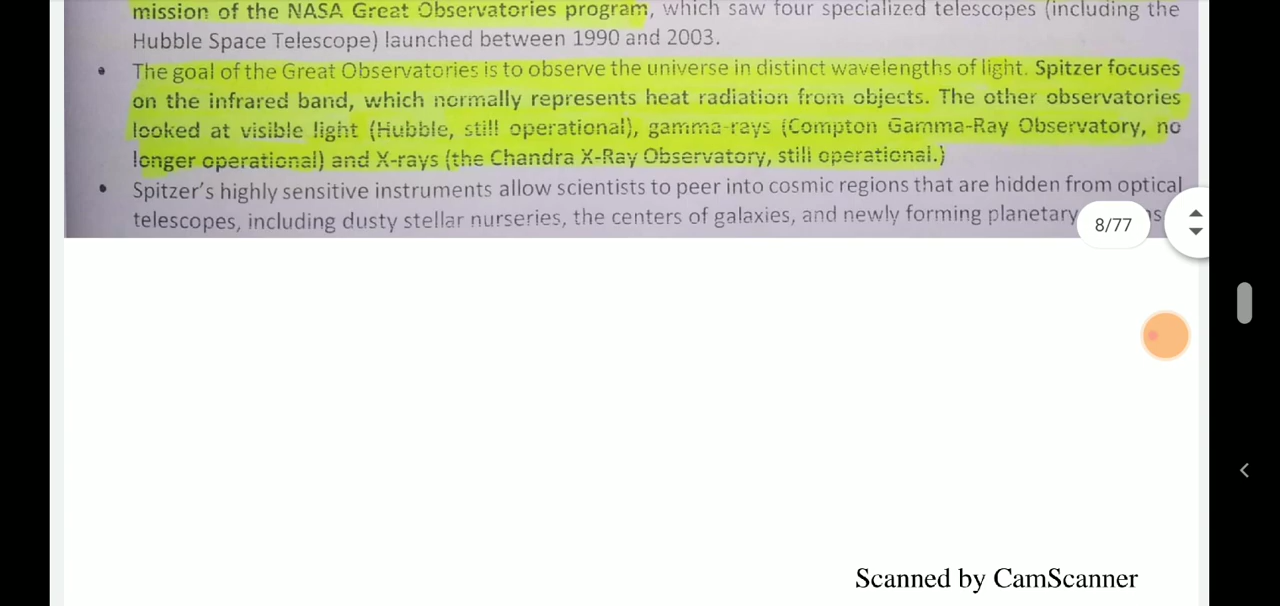 mission of the NASA Great Observatories program, which saw four specialized telescopes (including the
Hubble Space Telescope) launched between 1990 and 2003.
• The goal of the Great Observatories is to observe the universe in distinct wavelengths of light. Spitzer focuses
on the infrared band, which normally represents heat radiation from objects. The other observatories
looked at visible light (Hubble, still operational), gamma-rays (Compton Gamma-Ray Observatory, no
longer operational) and X-rays (the Chandra X-Ray Observatory, still operational.)
• Spitzer's highly sensitive instruments allow scientists to peer into cosmic regions that are hidden from optical
telescopes, including dusty stellar nurseries, the centers of galaxies, and newly forming planetary
8/77
Scanned by CamScanner